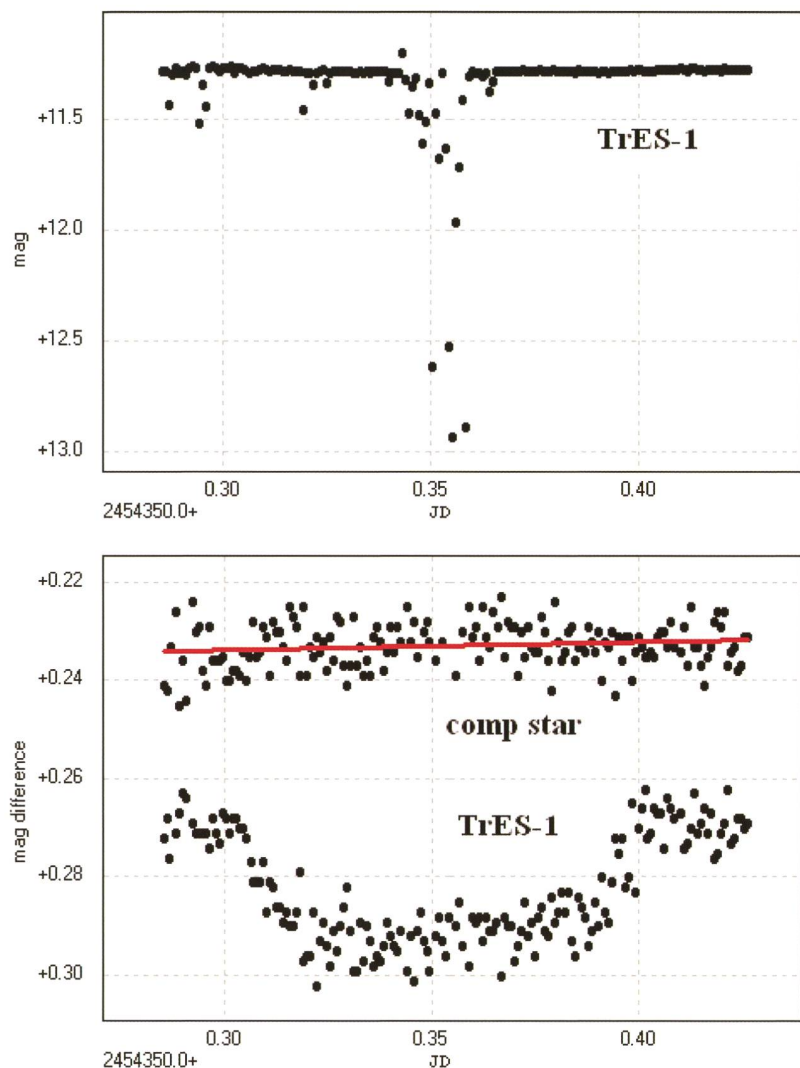 +11.5
TrES-1
+12.0
mag
+12.5
+13.0
0.30 0.35 0.40
2454350.0+ JD
+0.22
+0.24
comp star
+0.26
TrES-1
mag difference
+0.28
+0.30
0.30 0.35 0.40
2454350.0+ JD